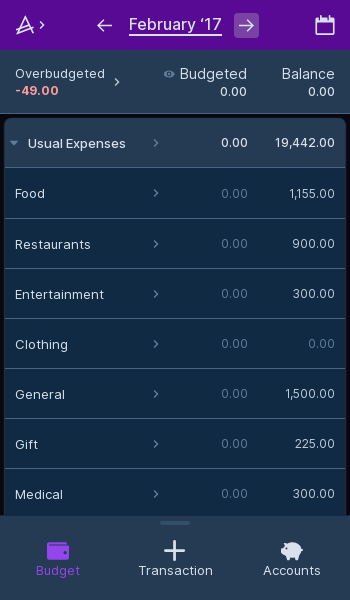 February ‘17
Overbudgeted Budgeted Balance
-49.00 0.00 0.00
Usual Expenses 0.00 19,442.00
Food 0.00 1,155.00
Restaurants 0.00 900.00
Entertainment 0.00 300.00
Clothing 0.00 0.00
General 0.00 1,500.00
Gift 0.00 225.00
Medical 0.00 300.00
Budget Transaction Accounts